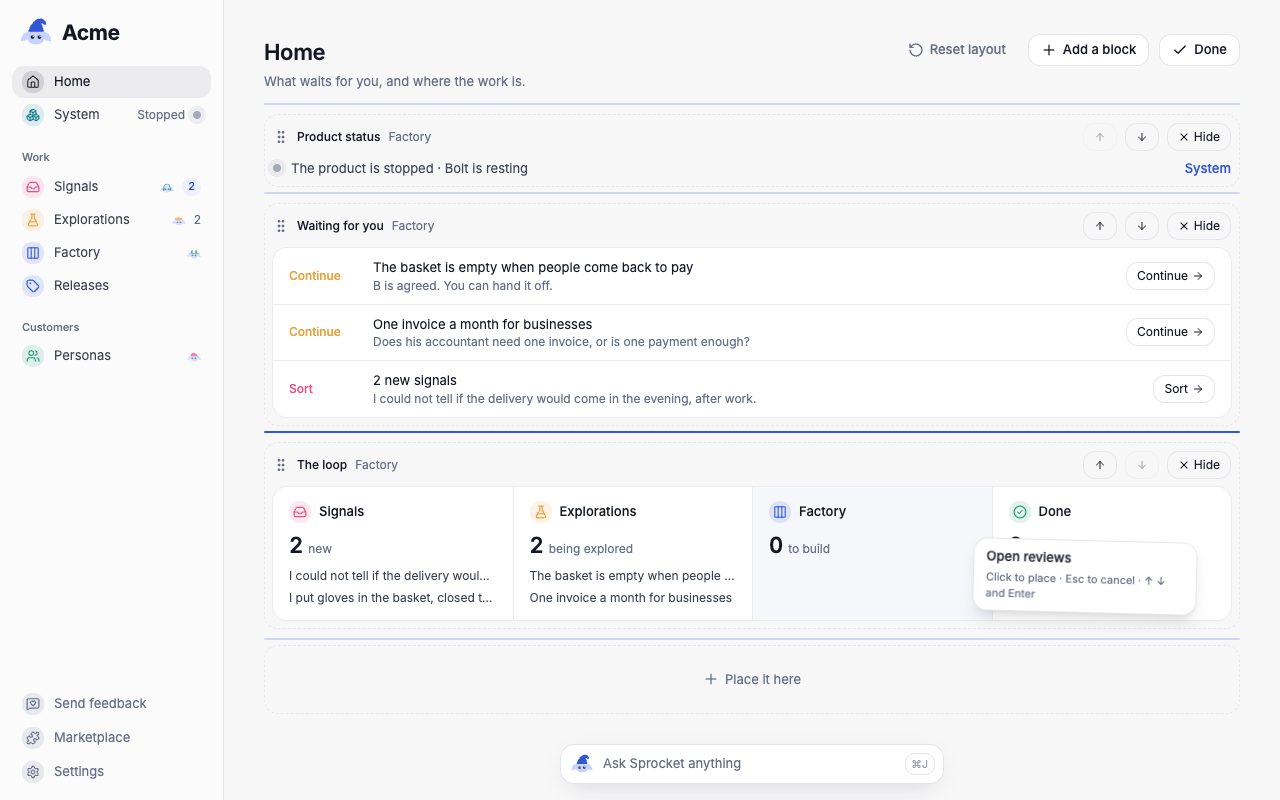 Acme
Home
System Stopped
Work
Signals 2
Explorations 2
Factory
Releases
Customers
Personas
Send feedback
Marketplace
Settings
Home
What waits for you, and where the work is.
Reset layout
Add a block
Done
Product status Factory
Hide
The product is stopped · Bolt is resting
System
Waiting for you Factory
Hide
Continue
The basket is empty when people come back to pay
B is agreed. You can hand it off.
Continue →
Continue
One invoice a month for businesses
Does his accountant need one invoice, or is one payment enough?
Continue →
Sort
2 new signals
I could not tell if the delivery would come in the evening, after work.
Sort →
The loop Factory
Hide
Signals
2 new
I could not tell if the delivery woul...
I put gloves in the basket, closed t...
Explorations
2 being explored
The basket is empty when people ...
One invoice a month for businesses
Factory
0 to build
Done
Open reviews
Click to place · Esc to cancel · ↑ ↓
and Enter
Place it here
Ask Sprocket anything
⌘J